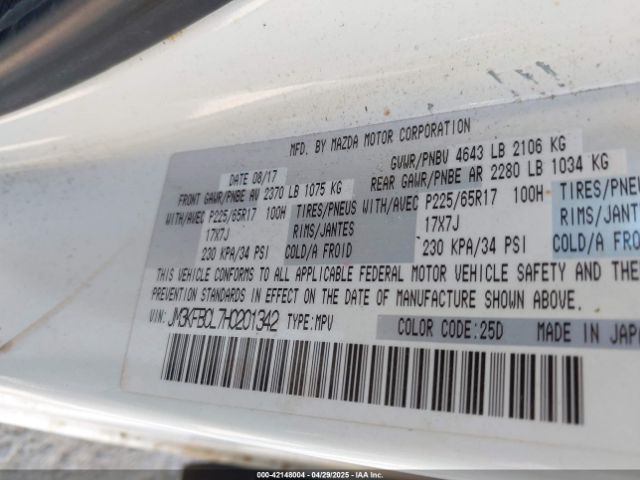 MFD. BY MAZDA MOTOR CORPORATION
DATE 08/17 GVWR/PNBV 4643 LB 2106 KG
FRONT GAWR/PNBE AV 2370 LB 1075 KG REAR GAWR/PNBE AR 2280 LB 1034 KG
WITH/AVEC P225/65R17 100H TIRES/PNEUS WITH/AVEC P225/65R17 100H TIRES/PNEU
17X7J RIMS/JANTES 17X7J RIMS/JANTES
230 KPA/34 PSI COLD/A FROID 230 KPA/34 PSI COLD/A FROI
THIS VEHICLE CONFORMS TO ALL APPLICABLE FEDERAL MOTOR VEHICLE SAFETY AND THE
PREVENTION STANDARDS IN EFFECT ON THE DATE OF MANUFACTURE SHOWN ABOVE.
VIN: JM3KFBCL7H0201342 TYPE:MPV COLOR CODE:25D MADE IN JAPA
000-42148004 - 04/29/2025 - © IAA, Inc.